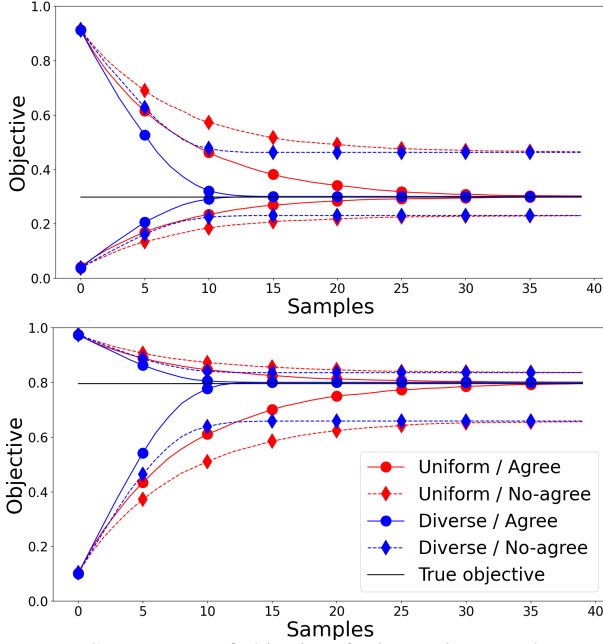 1.0
0.8
0.6
0.4
0.2
0.0
Objective
0 5 10 15 20 25 30 35 40
Samples
1.0
0.8
0.6
0.4
0.2
0.0
Objective
Uniform / Agree
Uniform / No-agree
Diverse / Agree
Diverse / No-agree
True objective
0 5 10 15 20 25 30 35 40
Samples